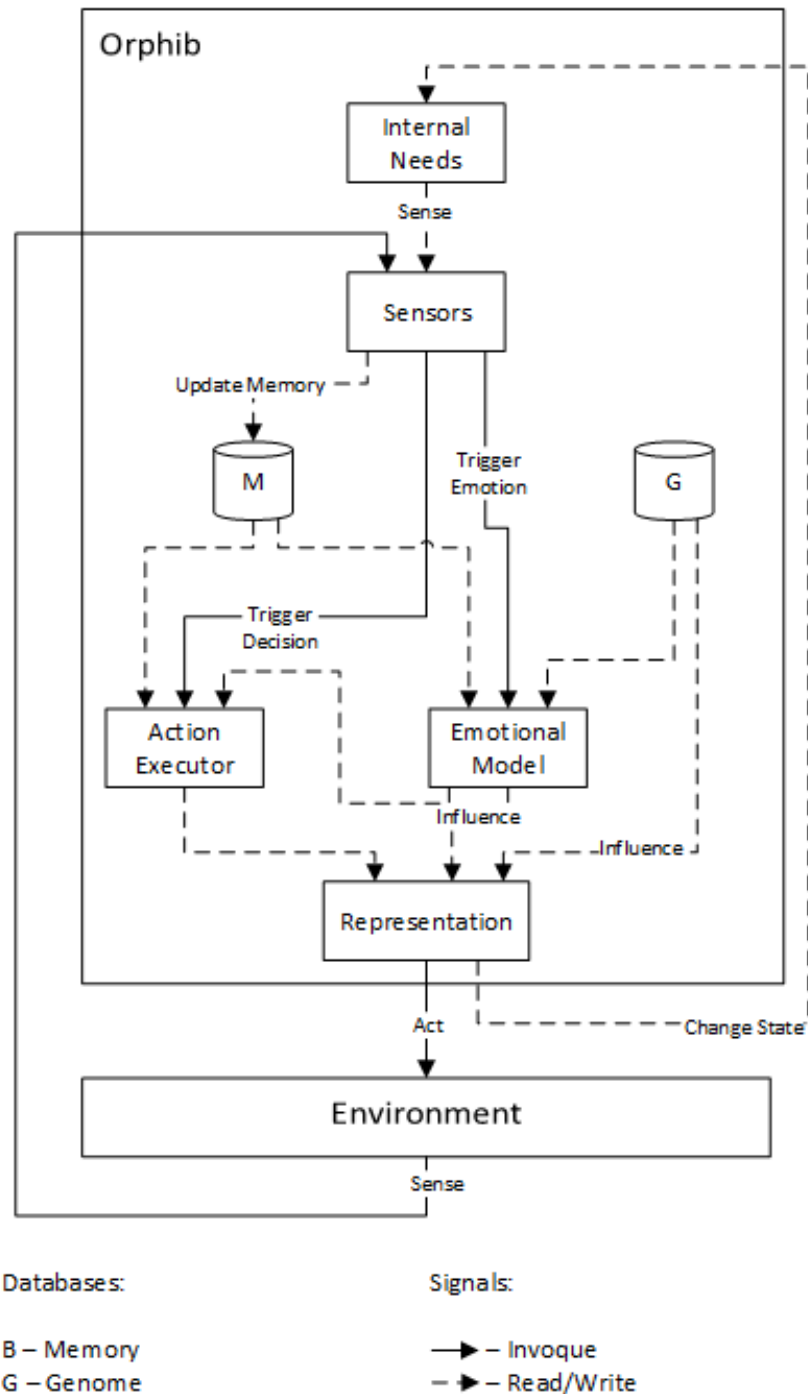 Orphib
Internal
Needs
Sense
Sensors
Update Memory
M
Trigger
Emotion
G
Trigger
Decision
Action
Executor
Emotional
Model
Influence
Influence
Representation
Act
Change State
Environment
Sense
Databases:
Signals:
B – Memory
– Invoque
G – Genome
– Read/Write